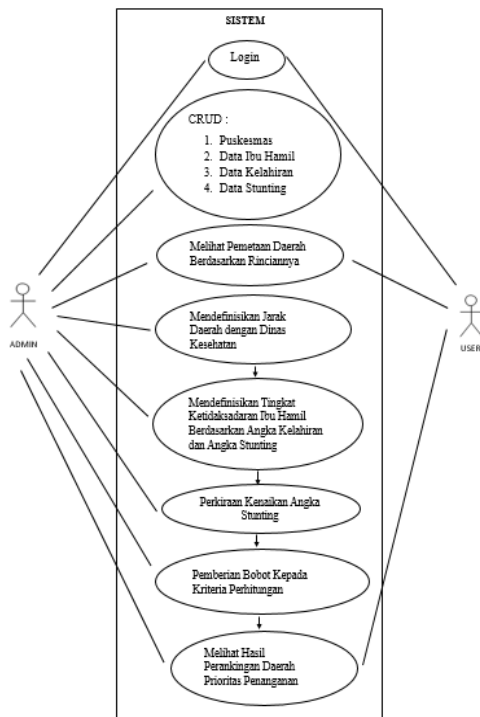 SISTEM
Login
CRUD :
1. Puskesmas
2. Data Ibu Hamil
3. Data Kelahiran
4. Data Stunting
Melihat Pemetaan Daerah
Berdasarkan Rinciannya
Mendefinisikan Jarak
Daerah dengan Dinas
Kesehatan
ADMIN
USER
Mendefinisikan Tingkat
Ketidaksadaran Ibu Hamil
Berdasarkan Angka Kelahiran
dan Angka Stunting
Perkiraan Kenaikan Angka
Stunting
Pemberian Bobot Kepada
Kriteria Perhitungan
Melihat Hasil
Perankingan Daerah
Prioritas Penanganan